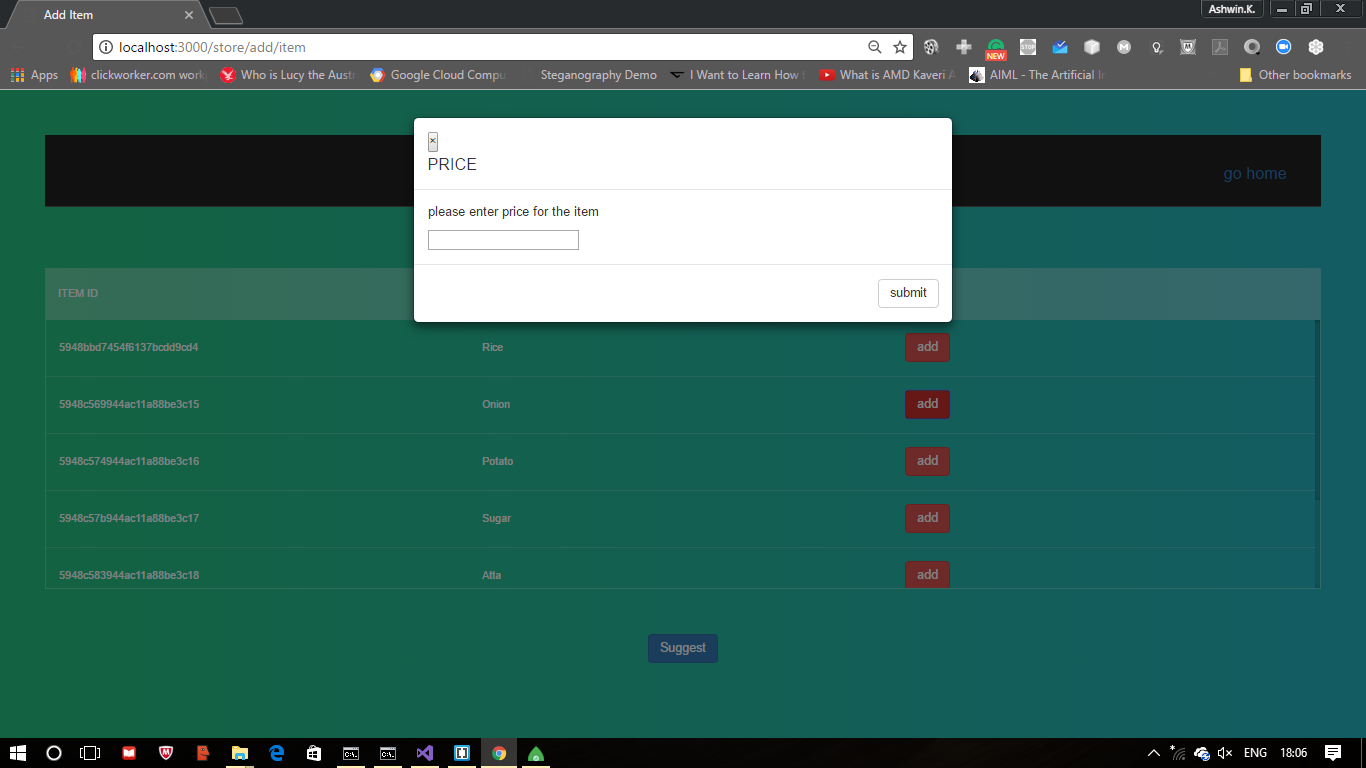 Add Item
Ashwin.K.
localhost:3000/store/add/item
NEW
STOP
Apps
clickworker.com work
Who is Lucy the Austr
Google Cloud Compu
Steganography Demo
I Want to Learn How t
What is AMD Kaveri A
AIML - The Artificial In
Other bookmarks
×
PRICE
go home
please enter price for the item
submit
ITEM ID
5948bbd7454f6137bcdd9cd4 Rice add
5948c569944ac11a88be3c15 Onion add
5948c574944ac11a88be3c16 Potato add
5948c57b944ac11a88be3c17 Sugar add
5948c583944ac11a88be3c18 Atta add
Suggest
ENG 18:06